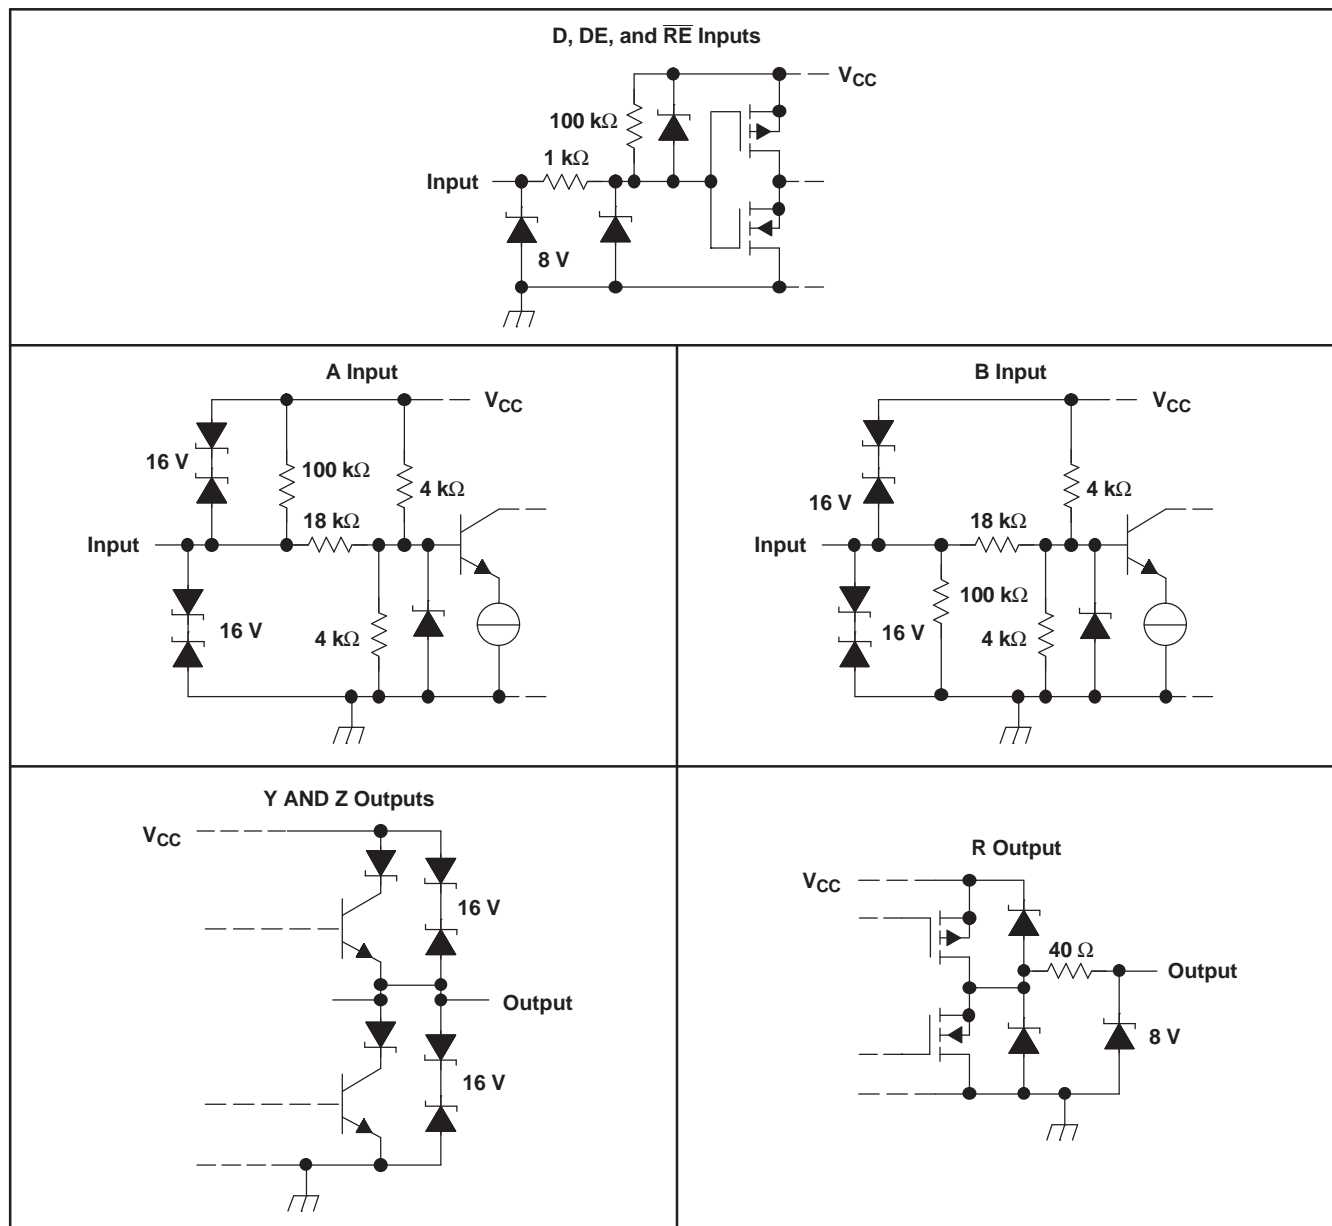 D, DE, and R̅E̅ Inputs
VCC
100 kΩ
1 kΩ
Input
8 V
A Input
VCC
16 V
100 kΩ
4 kΩ
18 kΩ
Input
16 V
4 kΩ
B Input
VCC
16 V
4 kΩ
18 kΩ
Input
100 kΩ
16 V
4 kΩ
Y AND Z Outputs
VCC
16 V
Output
16 V
R Output
VCC
40 Ω
Output
8 V